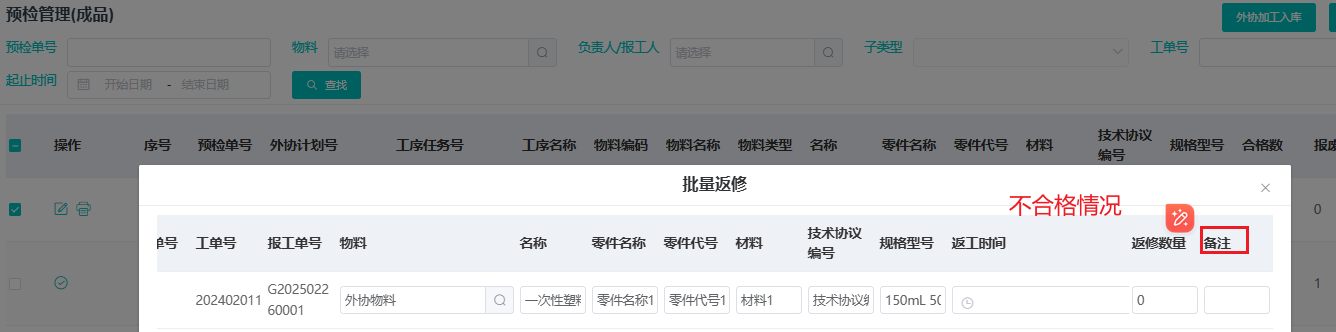 预检管理(成品)
外协加工入库
预检单号
物料 请选择
负责人/报工人 请选择
子类型
工单号
起止时间 开始日期 - 结束日期
查找
操作 序号 预检单号 外协计划号 工序任务号 工序名称 物料编码 物料名称 物料类型 名称 零件名称 零件代号 材料 技术协议编号 规格型号 合格数
0
1
批量返修
不合格情况
单号 工单号 报工单号 物料 名称 零件名称 零件代号 材料 技术协议编号 规格型号 返工时间 返修数量 备注
202402011 G202502260001 外协物料 一次性塑料 零件名称1 零件代号1 材料1 技术协议编 150mL 50 0